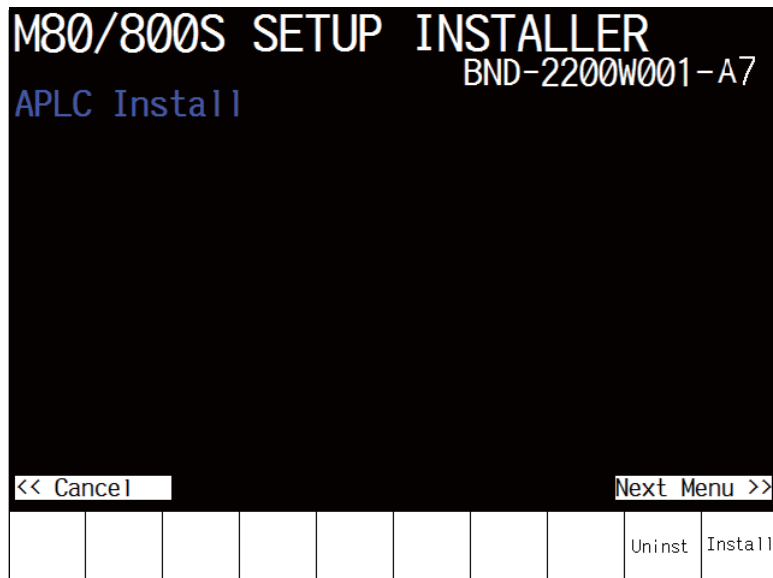 M80/800S SETUP INSTALLER
BND-2200W001-A7
APLC Install
<< Cancel
Next Menu >>
Uninst
Install